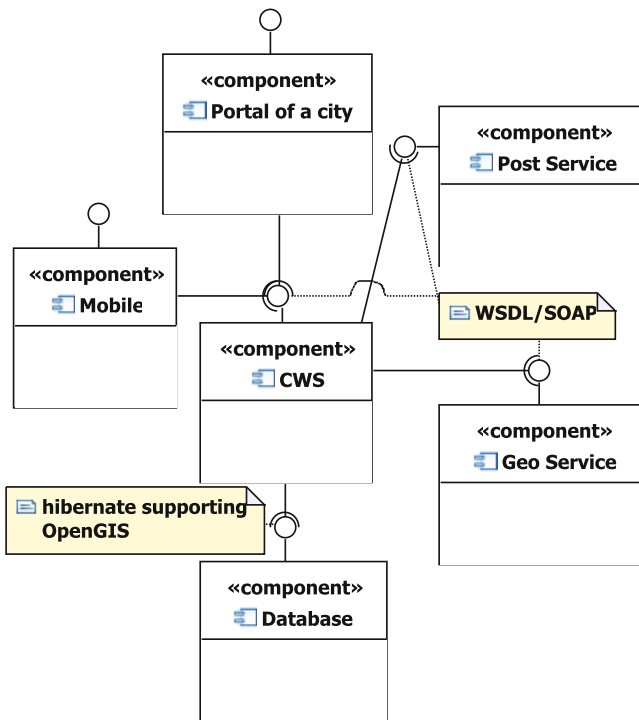 «component»
Portal of a city
«component»
Post Service
«component»
Mobile
WSDL/SOAP
«component»
CWS
«component»
Geo Service
hibernate supporting
OpenGIS
«component»
Database